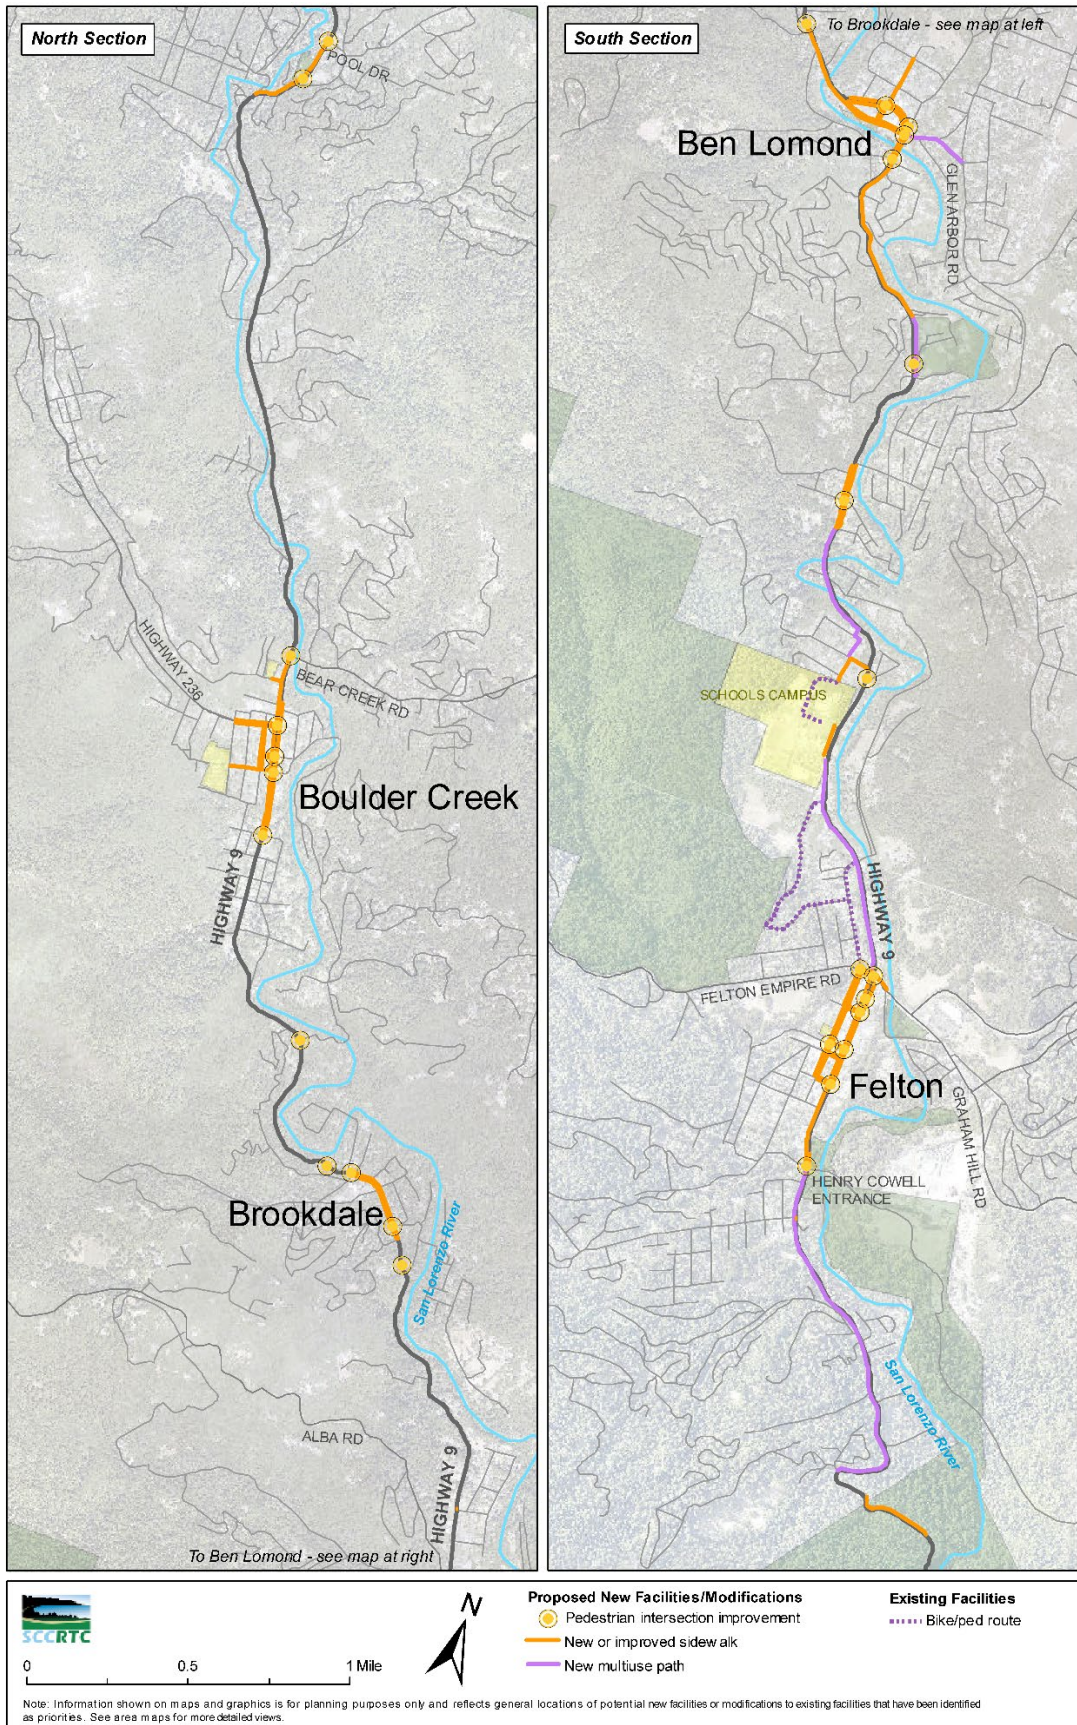 North Section
POOL DR
HIGHWAY 236
BEAR CREEK RD
Boulder Creek
HIGHWAY 9
Brookdale
San Lorenzo River
ALBA RD
HIGHWAY 9
To Ben Lomond - see map at right
South Section
To Brookdale - see map at left
Ben Lomond
GLEN ARBOR RD
SCHOOLS CAMPUS
HIGHWAY 9
FELTON EMPIRE RD
Felton
GRAHAM HILL RD
HENRY COWELL
ENTRANCE
San Lorenzo River
SCCRTC
0 0.5 1 Mile
N
Proposed New Facilities/Modifications
Pedestrian intersection improvement
New or improved sidewalk
New multiuse path
Existing Facilities
Bike/ped route
Note: Information shown on maps and graphics is for planning purposes only and reflects general locations of potential new facilities or modifications to existing facilities that have been identified
as priorities. See area maps for more detailed views.